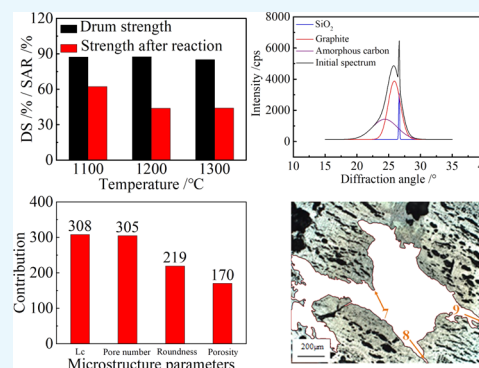 Drum strength
Strength after reaction
DS /% / SAR /%
120
90
60
30
0
1100
1200
1300
Temperature /°C
SiO2
Graphite
Amorphous carbon
Initial spectrum
Intensity /cps
8000
6000
4000
2000
0
10 15 20 25 30 35 40
Diffraction angle /°
Contribution
400
300
200
100
0
308
305
219
170
Lc
Pore number
Roundness
Porosity
Microstructure parameters
7
8
9
200μm